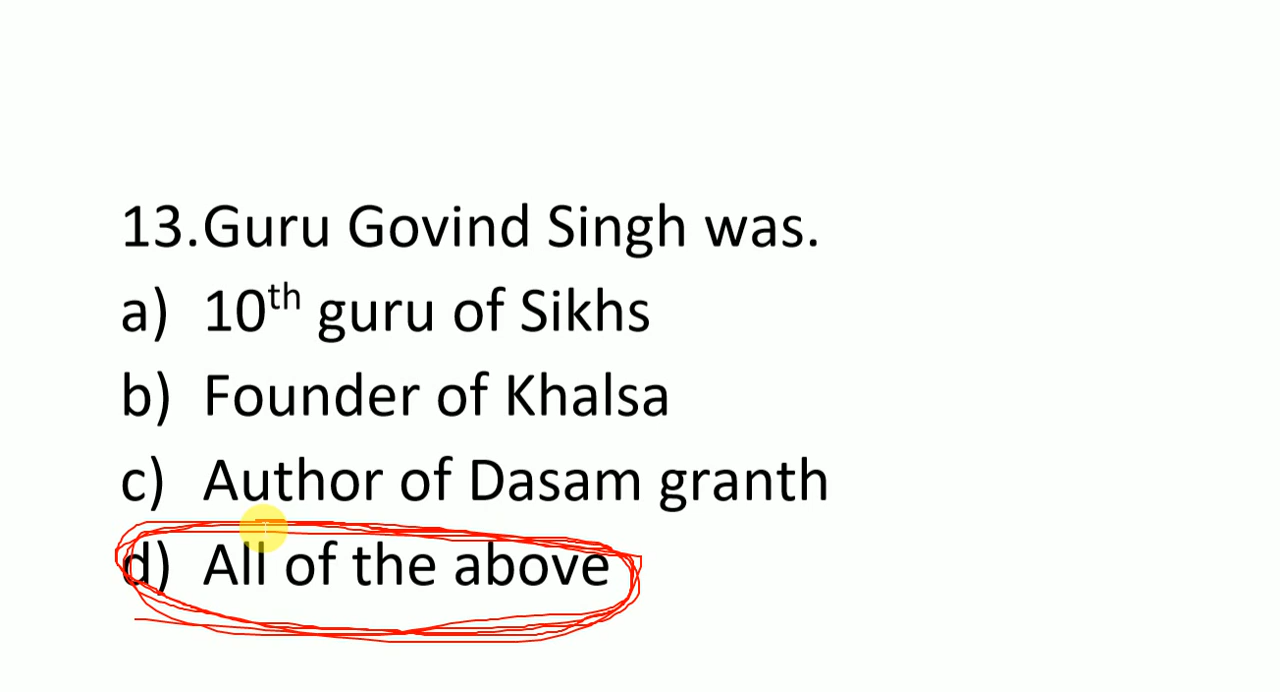 13.Guru Govind Singh was.
a) 10th guru of Sikhs
b) Founder of Khalsa
c) Author of Dasam granth
d) All of the above